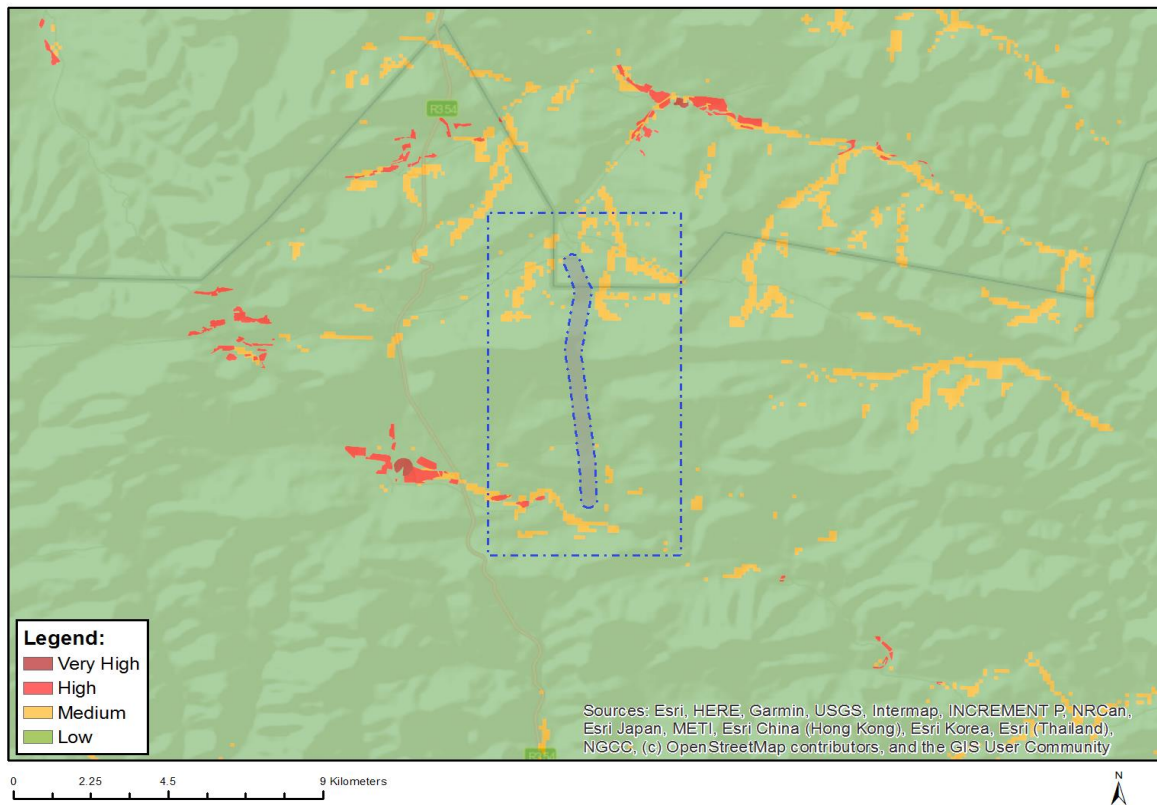 R354
Legend:
Very High
High
Medium
Low
Sources: Esri, HERE, Garmin, USGS, Intermap, INCREMENT P, NRCan,
Esri Japan, METI, Esri China (Hong Kong), Esri Korea, Esri (Thailand),
NGCC, (c) OpenStreetMap contributors, and the GIS User Community
0 2.25 4.5 9 Kilometers
N